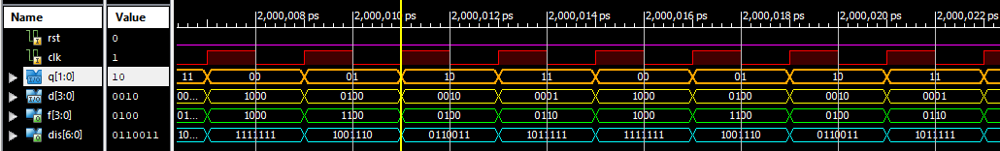 Name Value 2,000,008 ps 2,000,010 ps 2,000,012 ps 2,000,014 ps 2,000,016 ps 2,000,018 ps 2,000,020 ps 2,000,022 ps
rst 0
clk 1
q[1:0] 10 11 00 01 10 11 00 01 10 11
d[3:0] 0010 00... 1000 0100 0010 0001 1000 0100 0010 0001
f[3:0] 0100 01... 1000 1100 0100 0110 1000 1100 0100 0110
dis[6:0] 0110011 10... 1111111 1001110 0110011 1011111 1111111 1001110 0110011 1011111